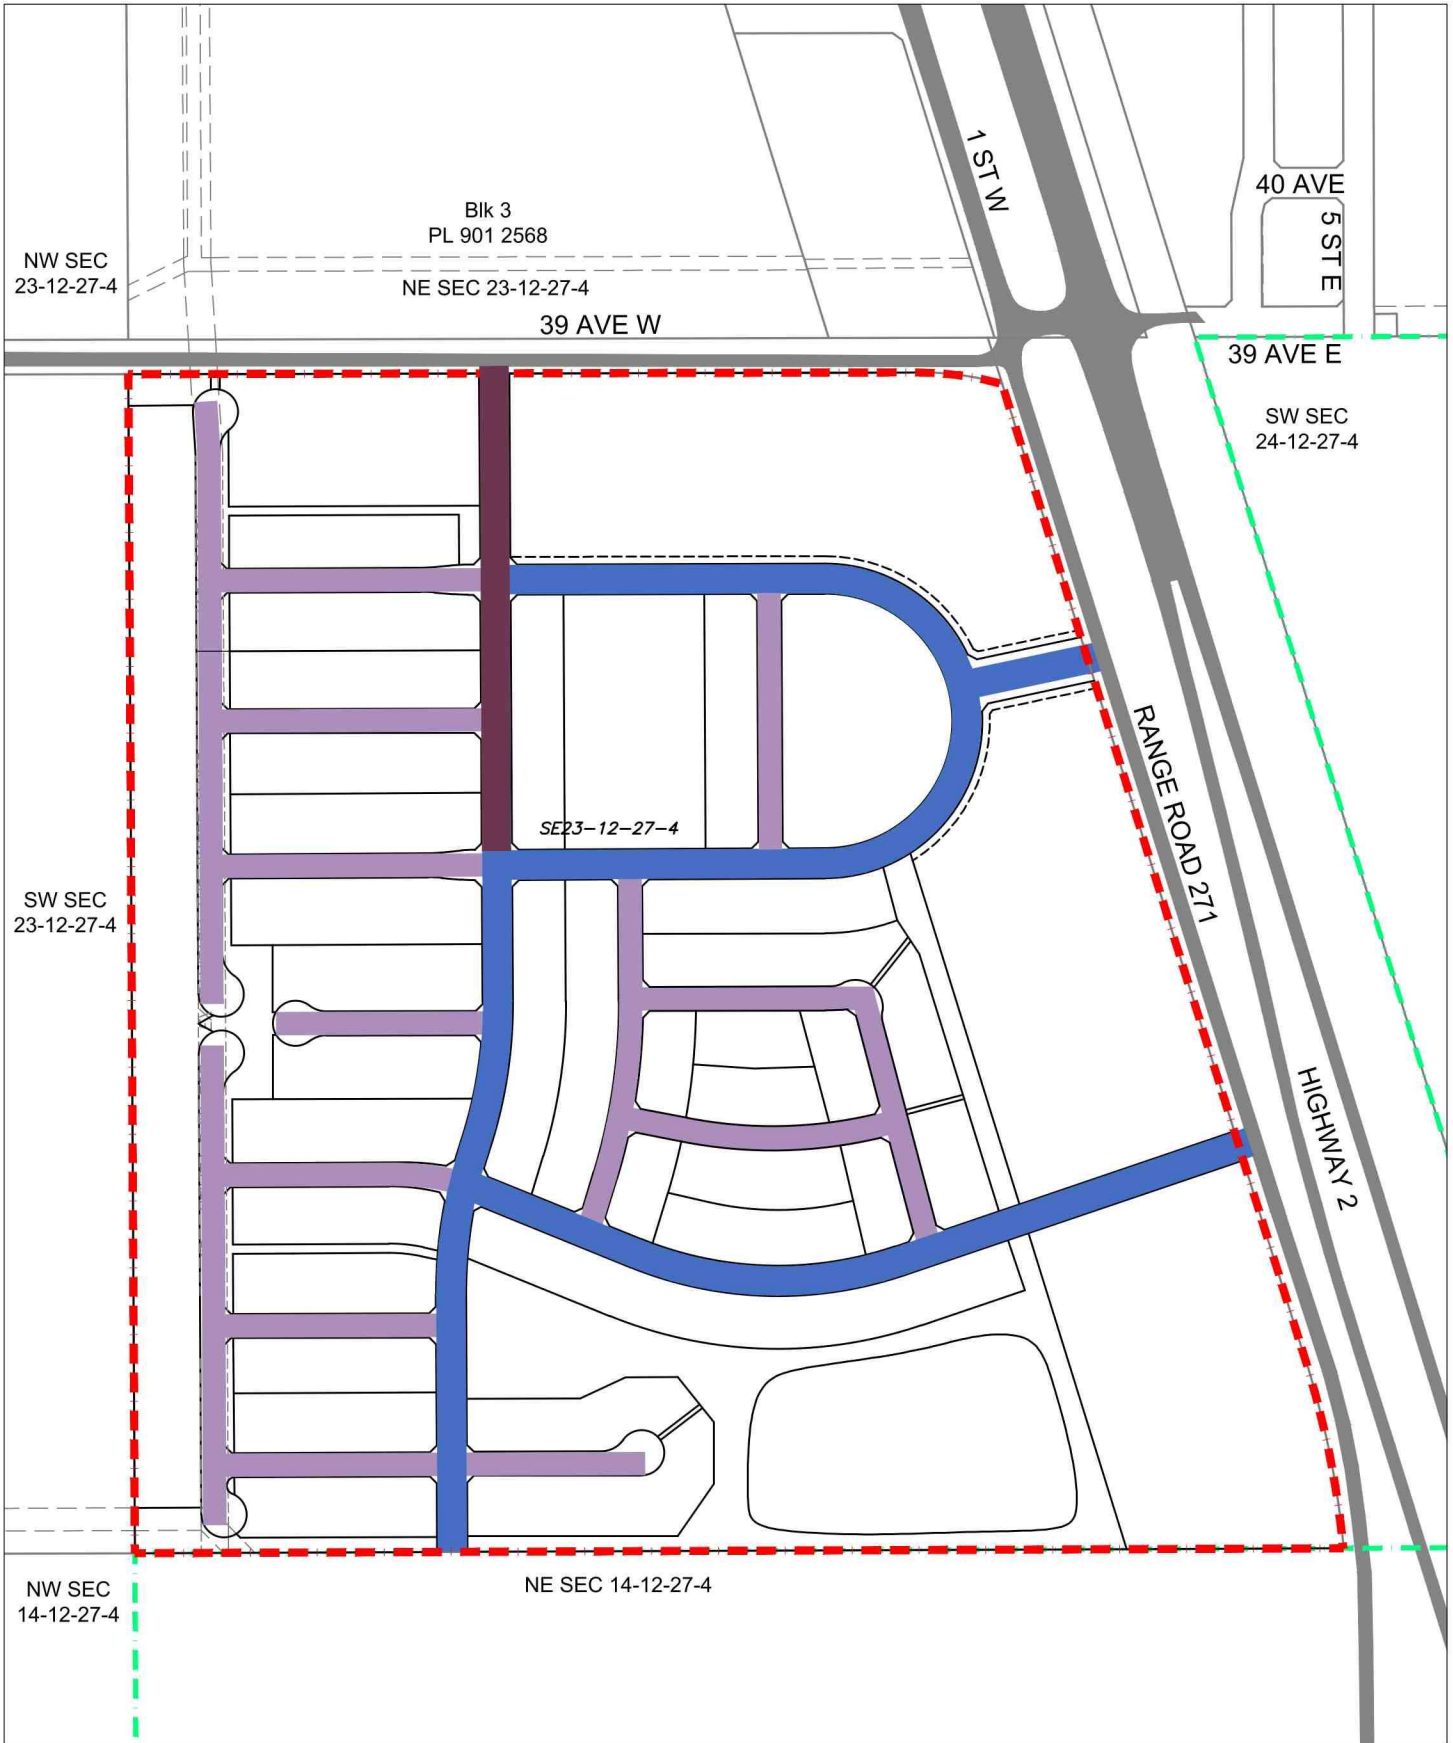 1 ST W
40 AVE
5 ST E
Blk 3
PL 901 2568
NW SEC
23-12-27-4
NE SEC 23-12-27-4
39 AVE W
39 AVE E
SW SEC
24-12-27-4
RANGE ROAD 271
SE23-12-27-4
SW SEC
23-12-27-4
HIGHWAY 2
NW SEC
14-12-27-4
NE SEC 14-12-27-4